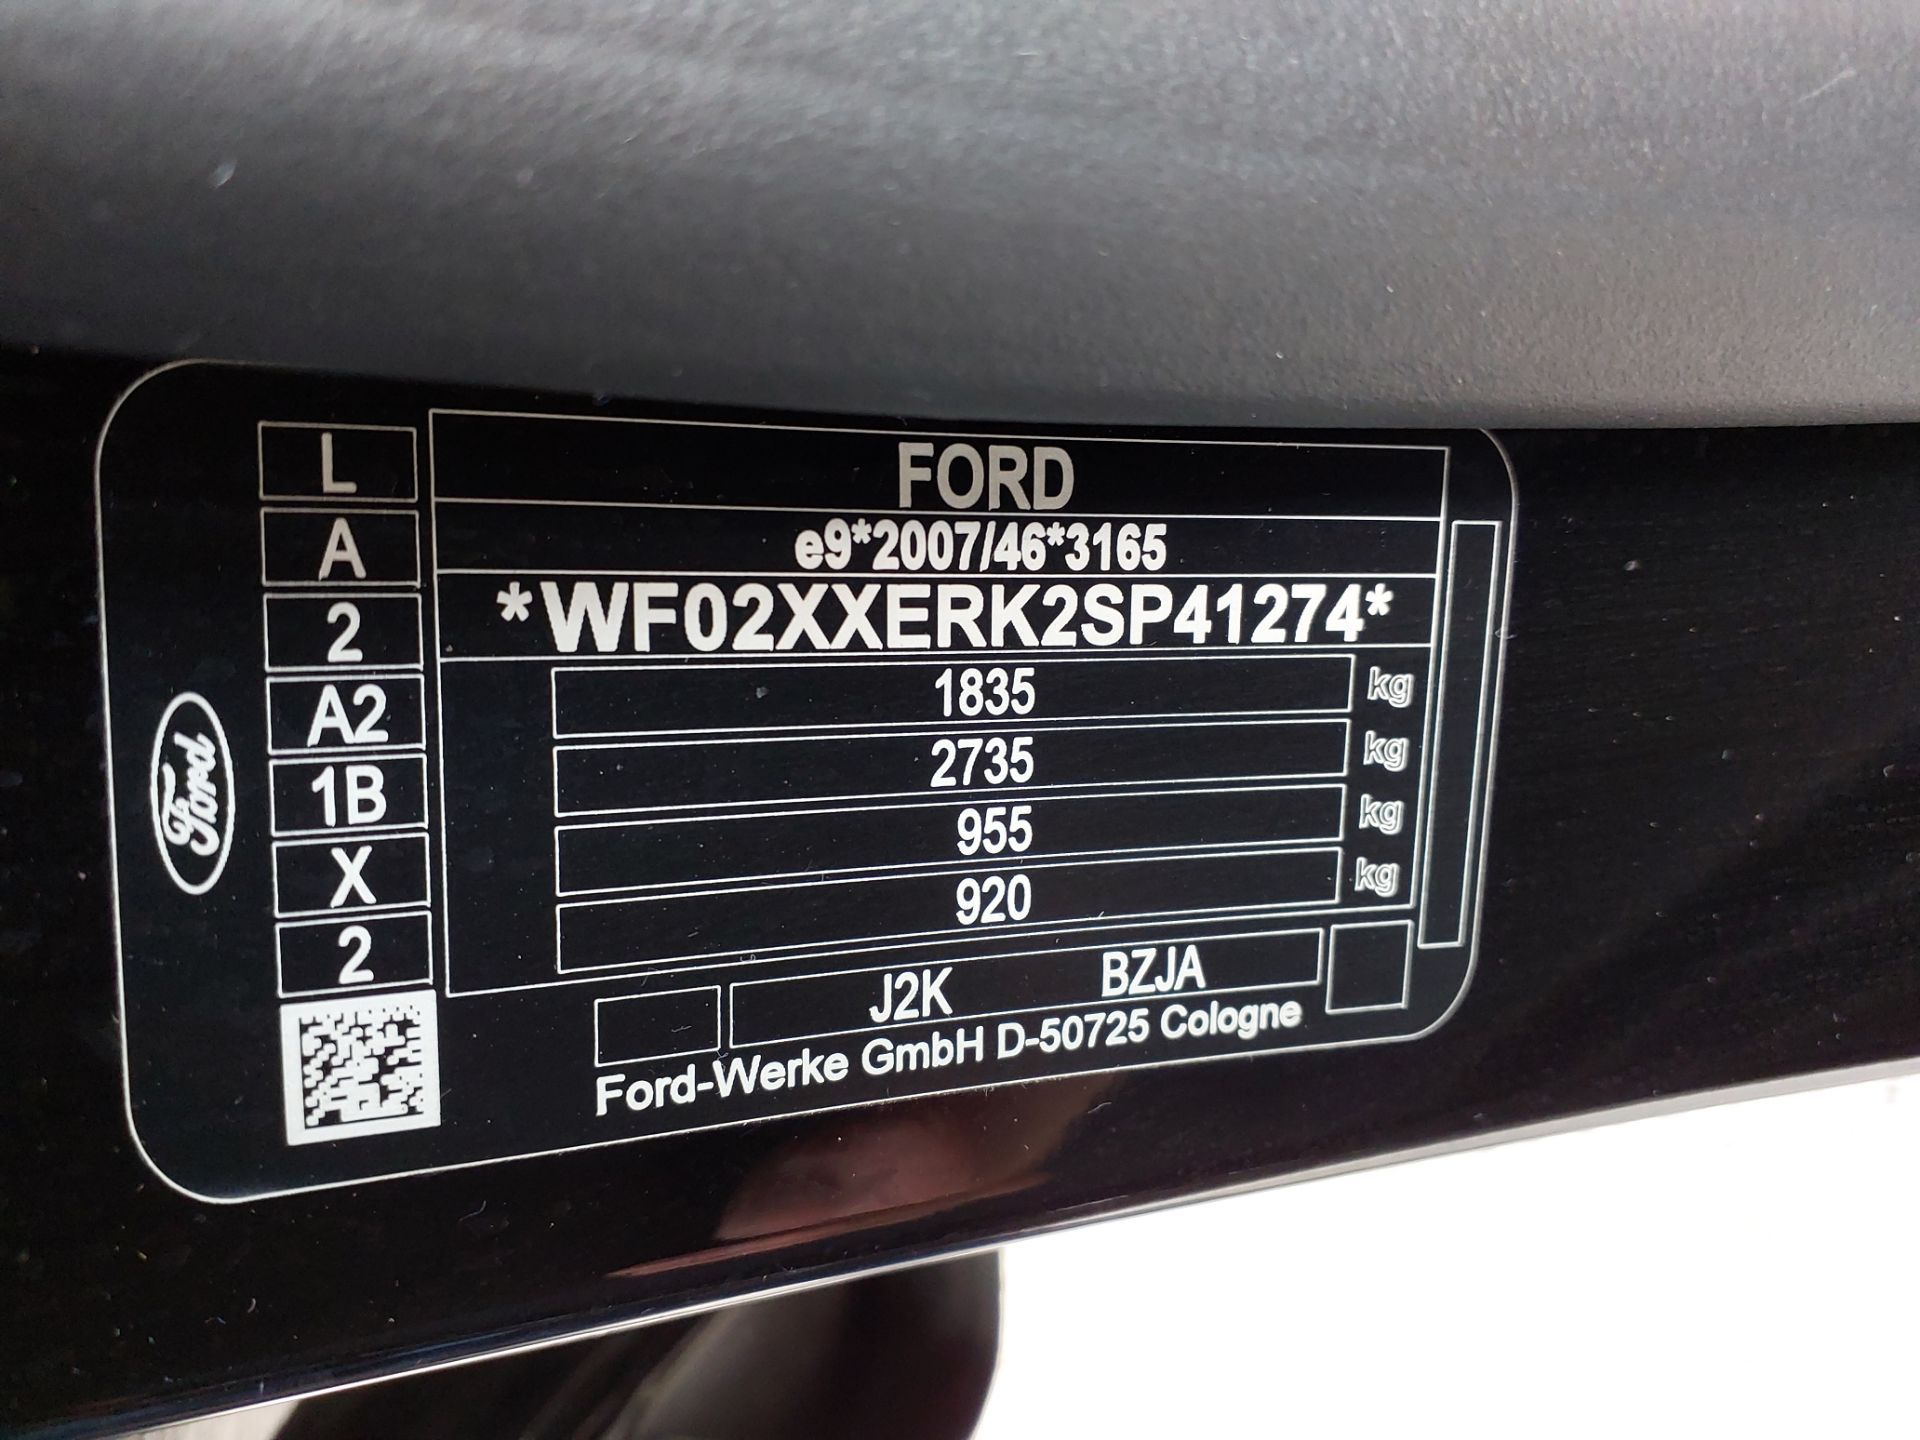 FORD
e9*2007/46*3165
*WF02XXERK2SP41274*
1835 kg
2735 kg
955 kg
920 kg
J2K BZJA
Ford-Werke GmbH D-50725 Cologne
L
A
2
A2
1B
X
2
Ford